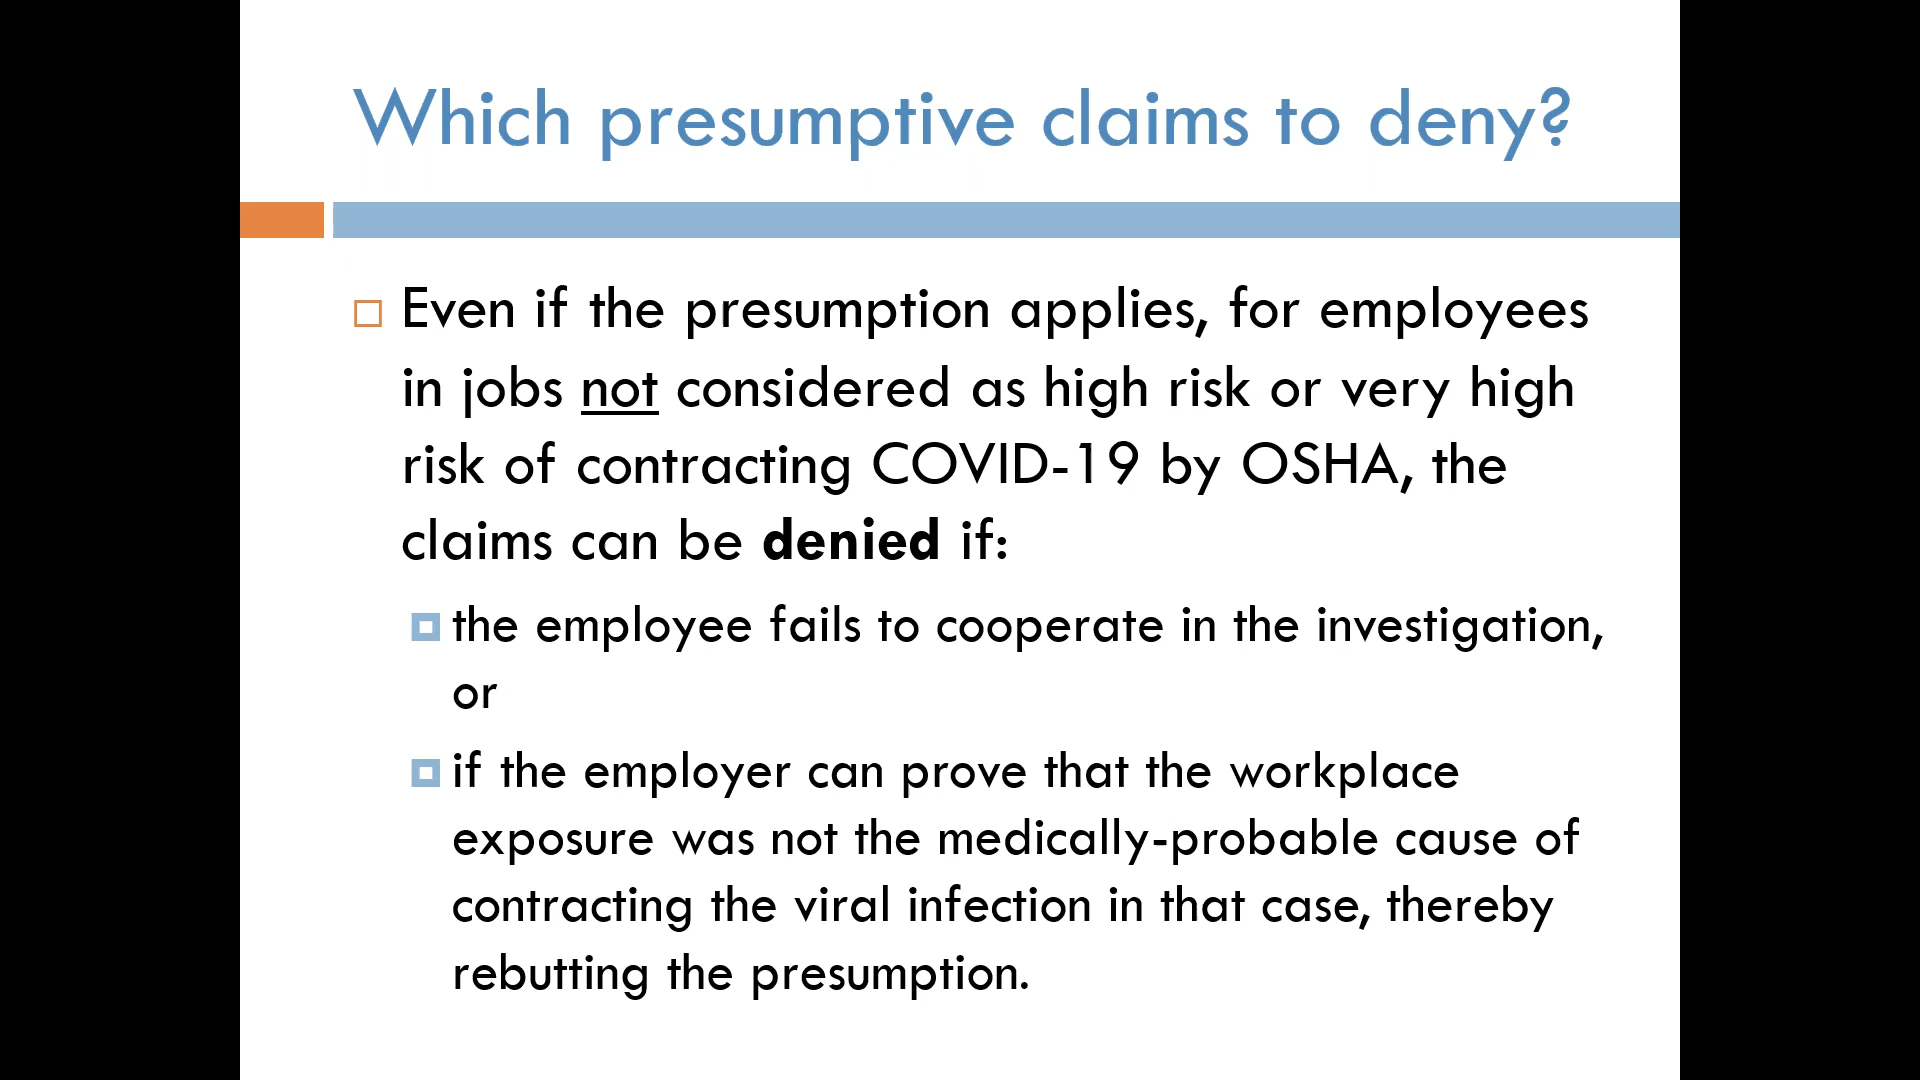 Which presumptive claims to deny?
Even if the presumption applies, for employees
in jobs not considered as high risk or very high
risk of contracting COVID-19 by OSHA, the
claims can be denied if:
the employee fails to cooperate in the investigation,
or
if the employer can prove that the workplace
exposure was not the medically-probable cause of
contracting the viral infection in that case, thereby
rebutting the presumption.